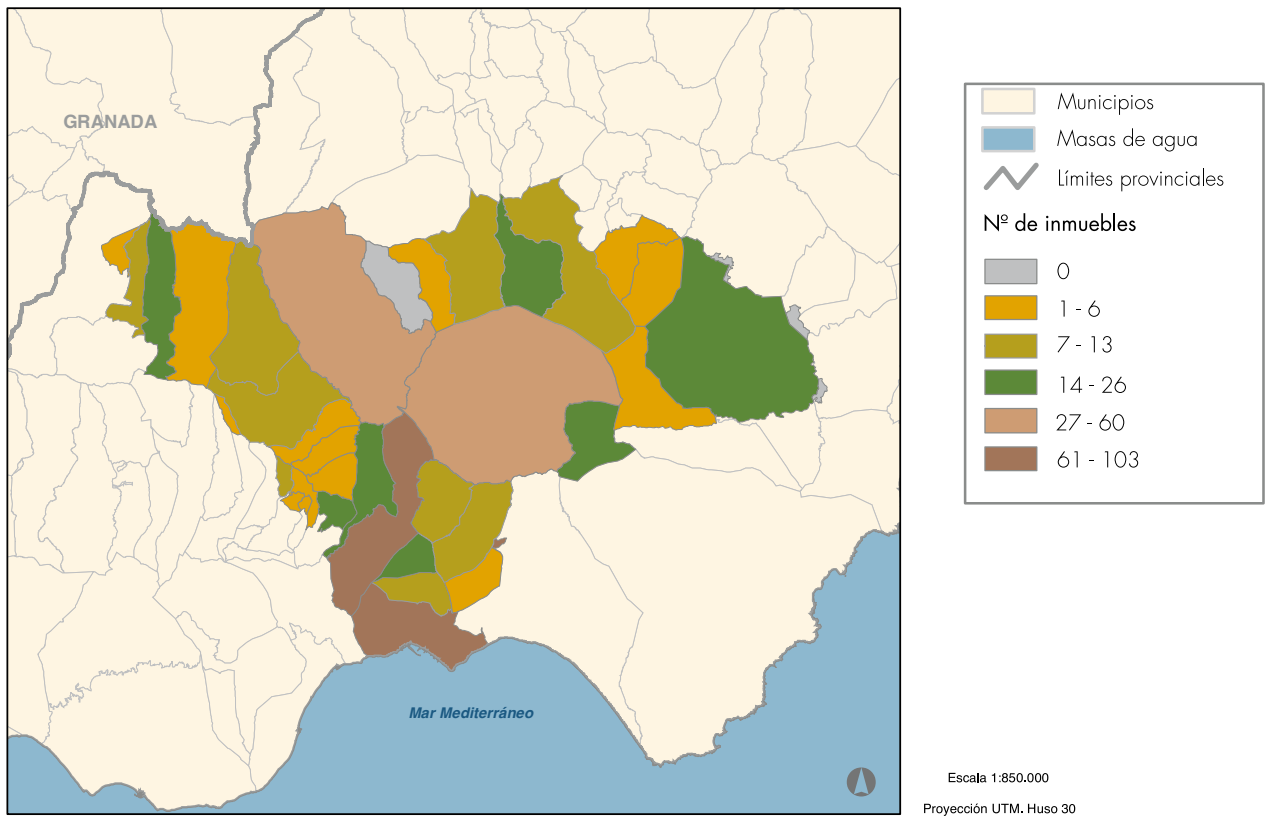 GRANADA
Mar Mediterráneo
Municipios
Masas de agua
Límites provinciales
Nº de inmuebles
0
1 - 6
7 - 13
14 - 26
27 - 60
61 - 103
Escala 1:850.000
Proyección UTM. Huso 30